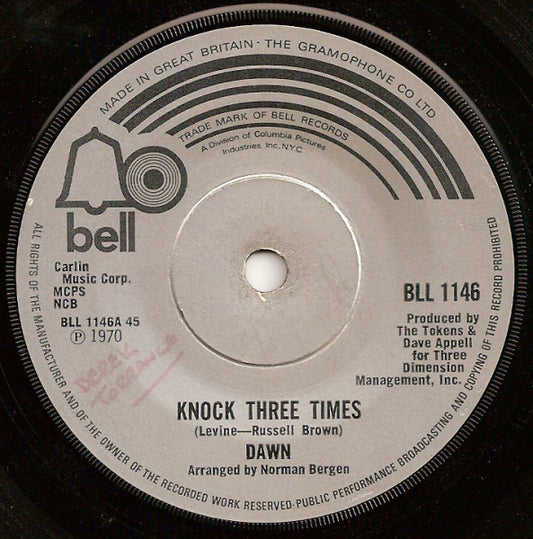 MADE IN GREAT BRITAIN · THE GRAMOPHONE CO LTD
TRADE MARK OF BELL RECORDS
A Division of Columbia Pictures
Industries, Inc. N.Y.C.
bell
Carlin
Music Corp.
MCPS
NCB
BLL 1146A 45
Ⓟ 1970
BLL 1146
Produced by
The Tokens &
Dave Appell
for Three
Dimension
Management, Inc.
DEREK
TORRANCE
KNOCK THREE TIMES
(Levine—Russell Brown)
DAWN
Arranged by Norman Bergen
ALL RIGHTS OF THE MANUFACTURER AND OF THE OWNER OF THE RECORDED WORK RESERVED·PUBLIC PERFORMANCE BROADCASTING AND COPYING OF THIS RECORD PROHIBITED